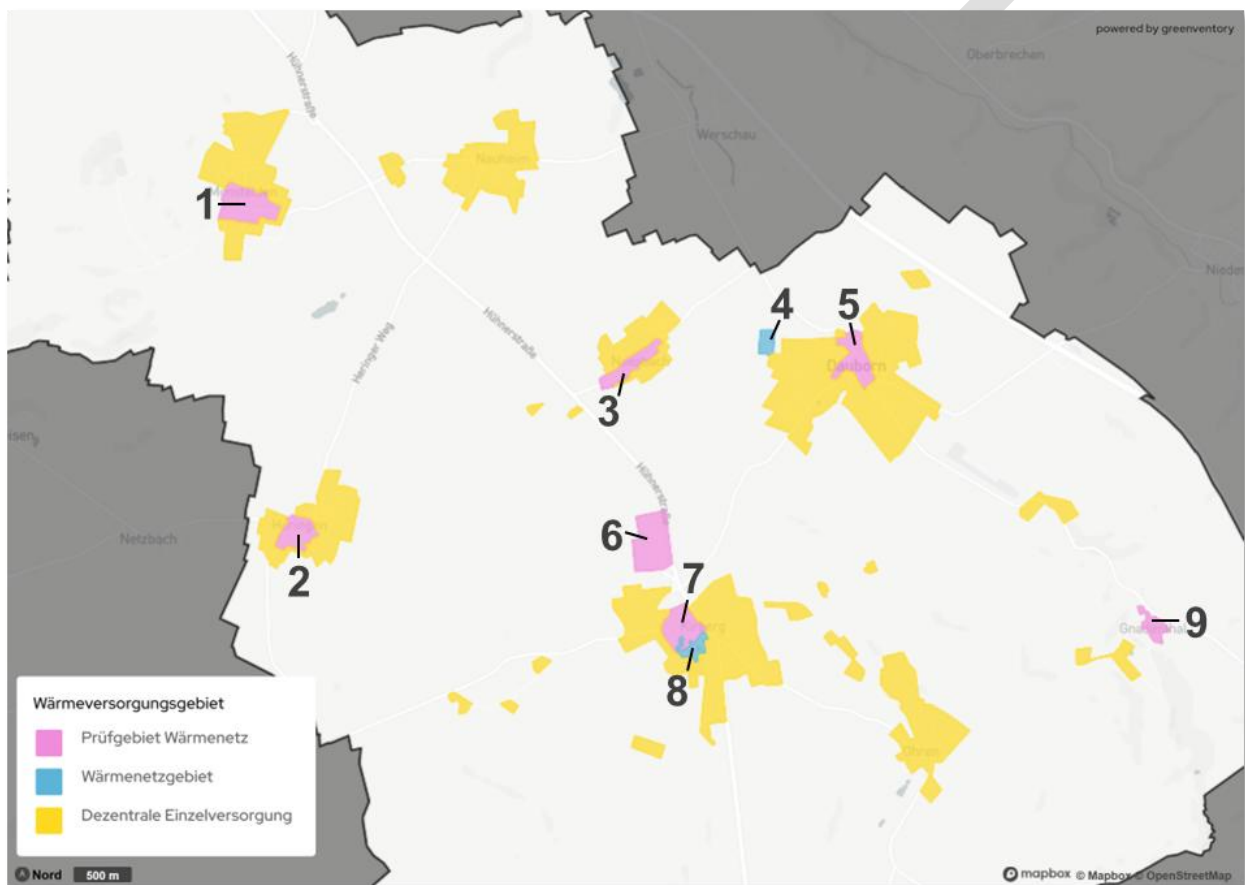 powered by greenventory
Oberbrechen
Hühnerstraße
Werschau
Nauheim
1
Nieder
4
5
Hühnerstraße
Heringer Weg
Dauborn
3
Hühnerstraße
6
Netzbach
2
7
9
8
Ohren
Wärmeversorgungsgebiet
Prüfgebiet Wärmenetz
Wärmenetzgebiet
Dezentrale Einzelversorgung
Nord 500 m
mapbox © Mapbox © OpenStreetMap